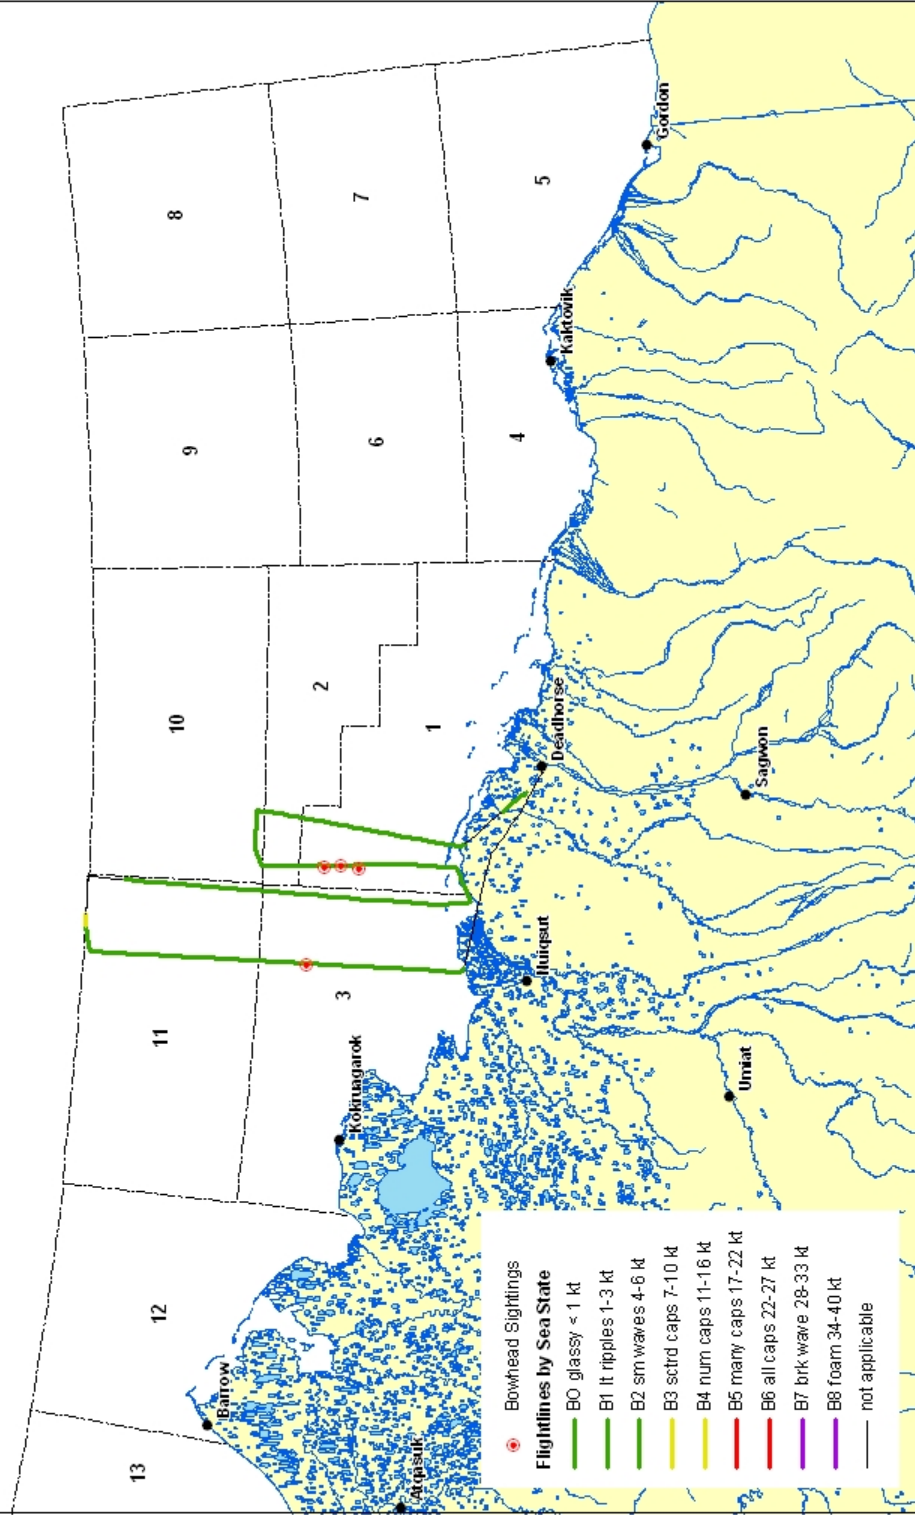 8
7
5
Gordon
9
6
4
Kaktovik
10
2
1
Deadhorse
Sagwon
11
3
Nuiqsut
Kokruagarok
Umiat
12
13
Barrow
Atqasuk
Bowhead Sightings
Flightlines by Sea State
B0 glassy < 1 kt
B1 lt ripples 1-3 kt
B2 sm waves 4-6 kt
B3 sctrd caps 7-10 kt
B4 num caps 11-16 kt
B5 many caps 17-22 kt
B6 all caps 22-27 kt
B7 brk wave 28-33 kt
B8 foam 34-40 kt
not applicable